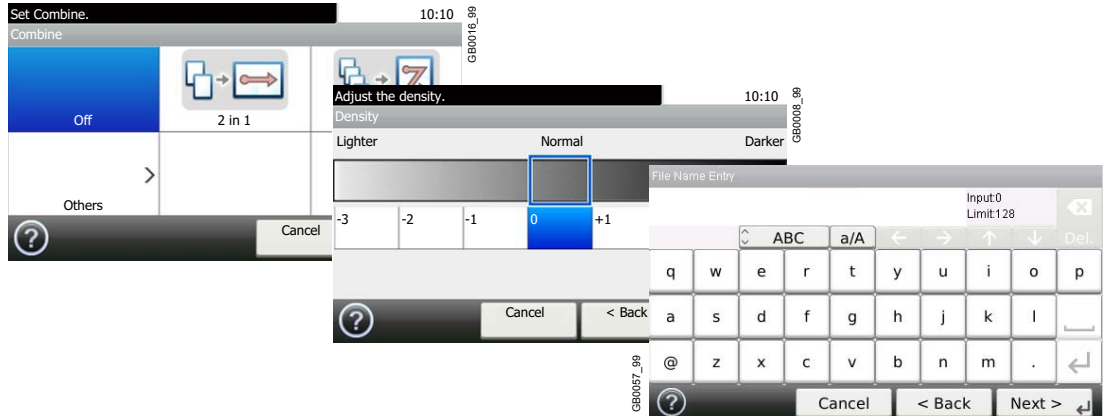 Set Combine.
10:10
Combine
Off
2 in 1
Others
Cancel
GB0016_99
Adjust the density.
10:10
Density
Lighter
Normal
Darker
-3
-2
-1
0
+1
Cancel
< Back
GB0008_99
File Name Entry
Input:0
Limit:128
ABC
a/A
Del.
q w e r t y u i o p
a s d f g h j k l
@ z x c v b n m .
Cancel
< Back
Next >
GB0057_99